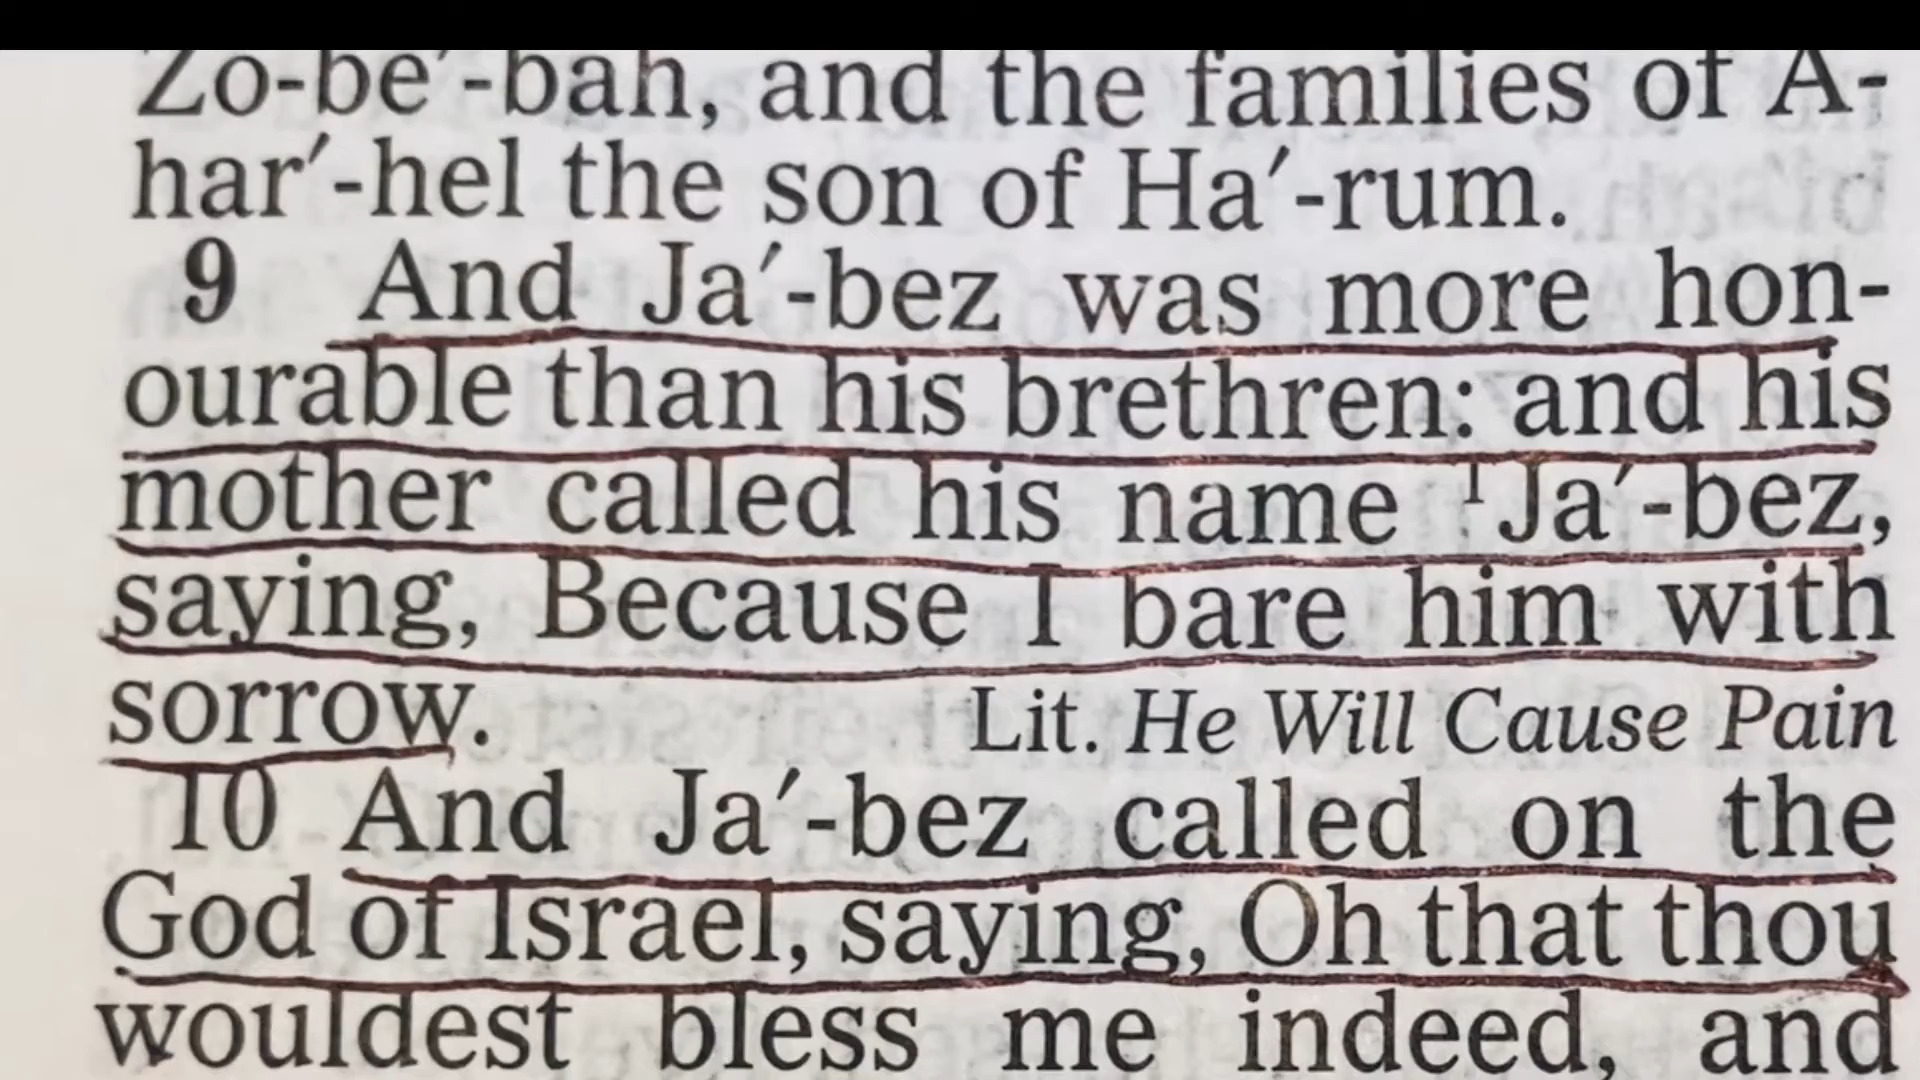 Zo-be′-bah, and the families of A-
har′-hel the son of Ha′-rum.
9 And Ja′-bez was more hon-
ourable than his brethren: and his
mother called his name ¹Ja′-bez,
saying, Because I bare him with
sorrow. Lit. He Will Cause Pain
10 And Ja′-bez called on the
God of Israel, saying, Oh that thou
wouldest bless me indeed, and